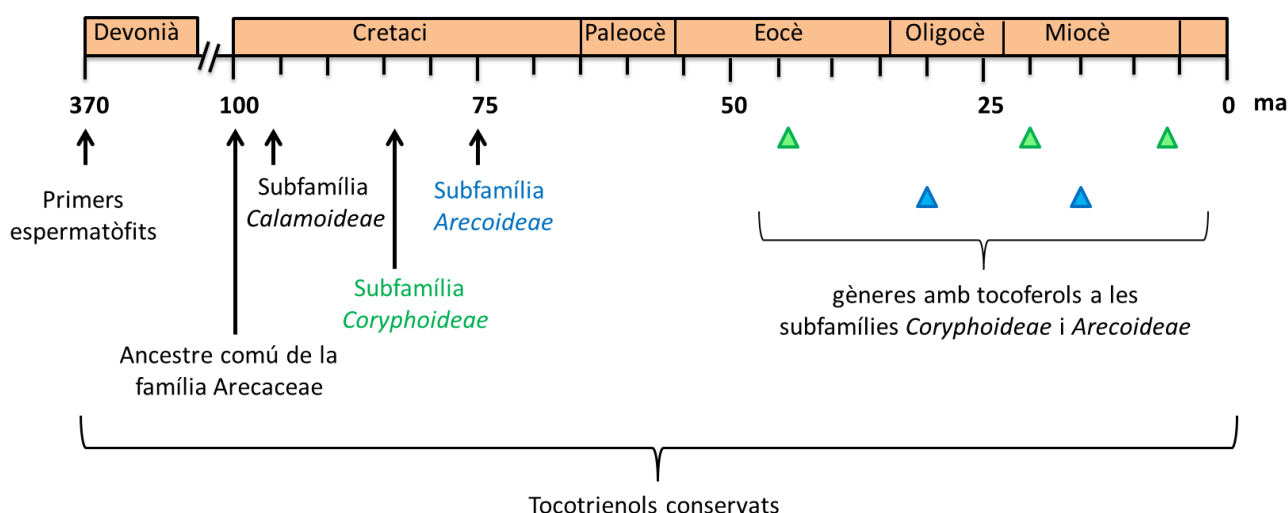 Devonià Cretaci Paleocè Eocè Oligocè Miocè
370 100 75 50 25 0 ma
Primers
espermatòfits
Subfamília
Calamoideae
Subfamília
Arecoideae
Subfamília
Coryphoideae
Ancestre comú de la
família Arecaceae
gèneres amb tocoferols a les
subfamílies Coryphoideae i Arecoideae
Tocotrienols conservats